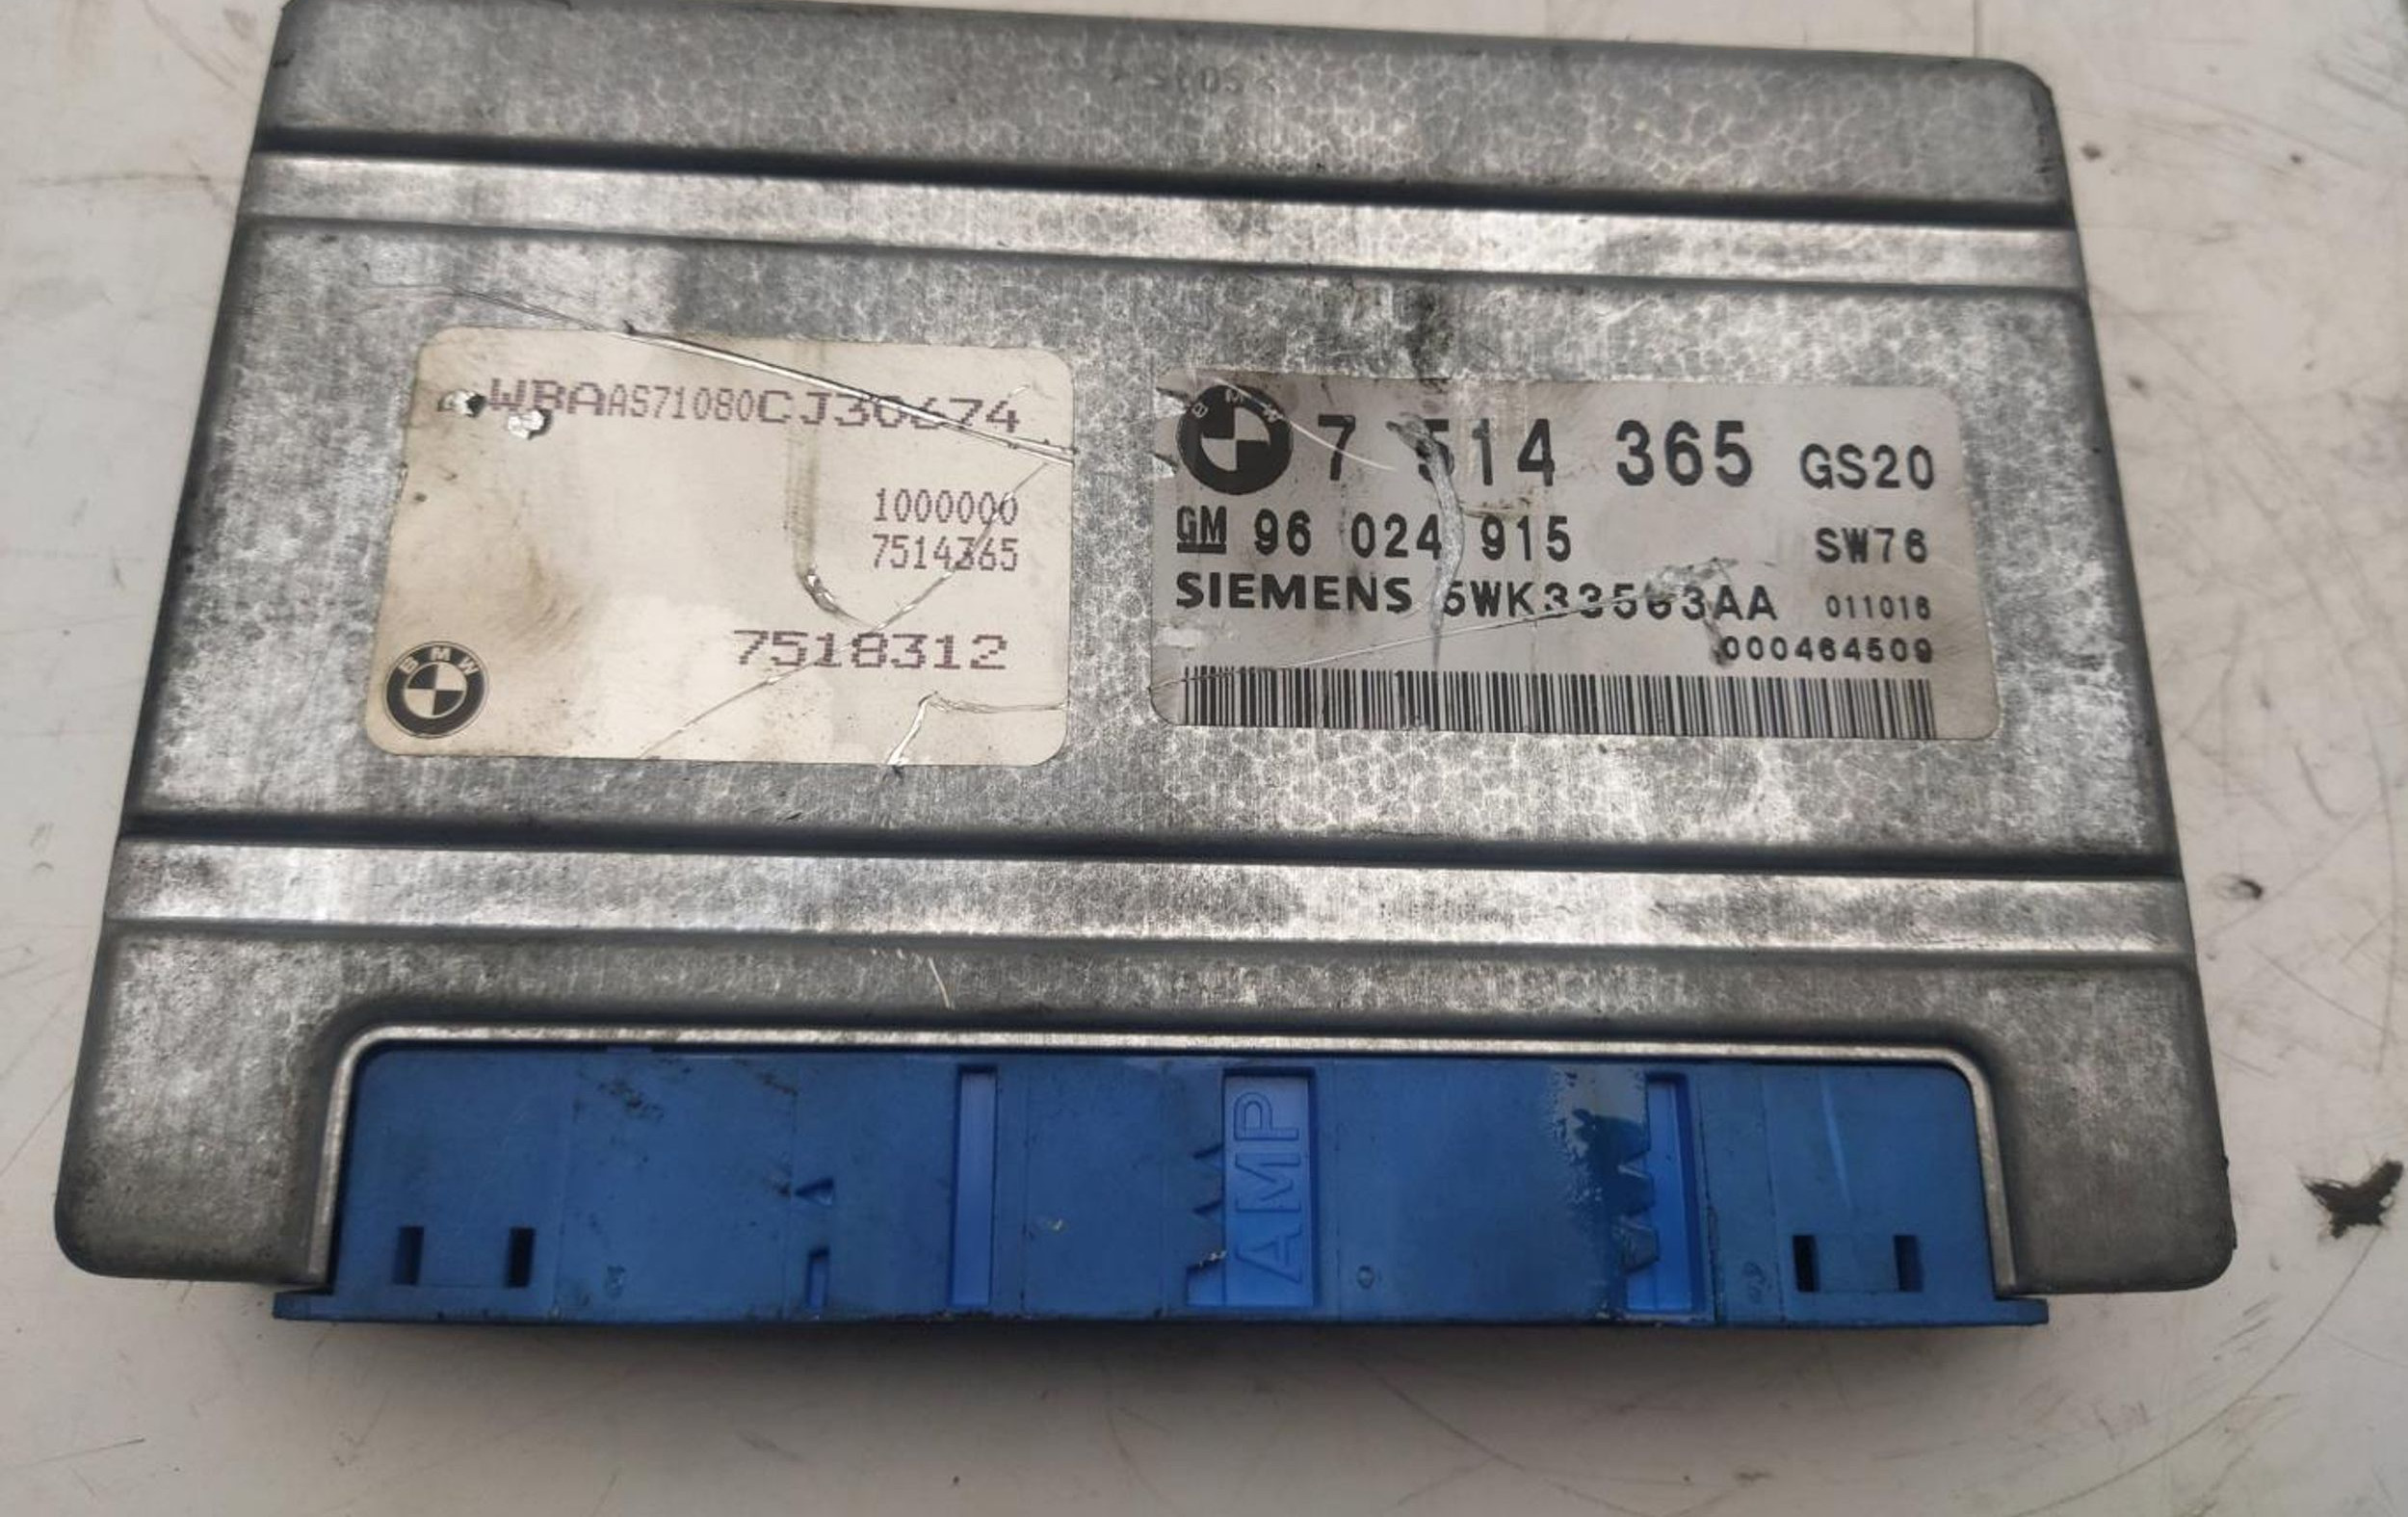 WBAAS71080CJ30674
1000000
7514365
7518312
BMW
BMW 7 514 365 GS20
GM 96 024 915 SW76
SIEMENS 5WK33563AA 011016
000464509
AMP